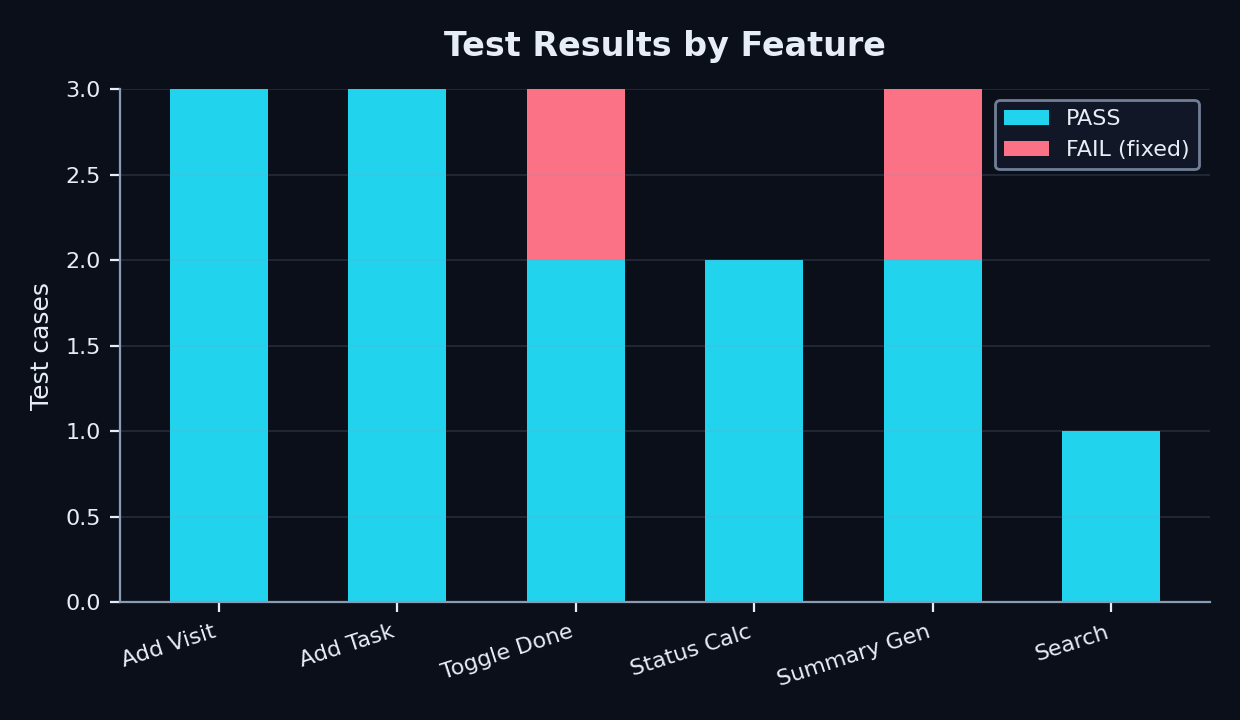 Test Results by Feature
3.0
2.5
2.0
1.5
1.0
0.5
0.0
Test cases
PASS
FAIL (fixed)
Add Visit
Add Task
Toggle Done
Status Calc
Summary Gen
Search